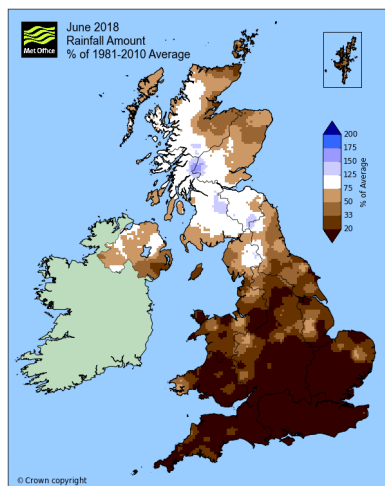 Met Office
June 2018
Rainfall Amount
% of 1981-2010 Average
200
175
150
125
75
50
33
20
% of Average
© Crown copyright